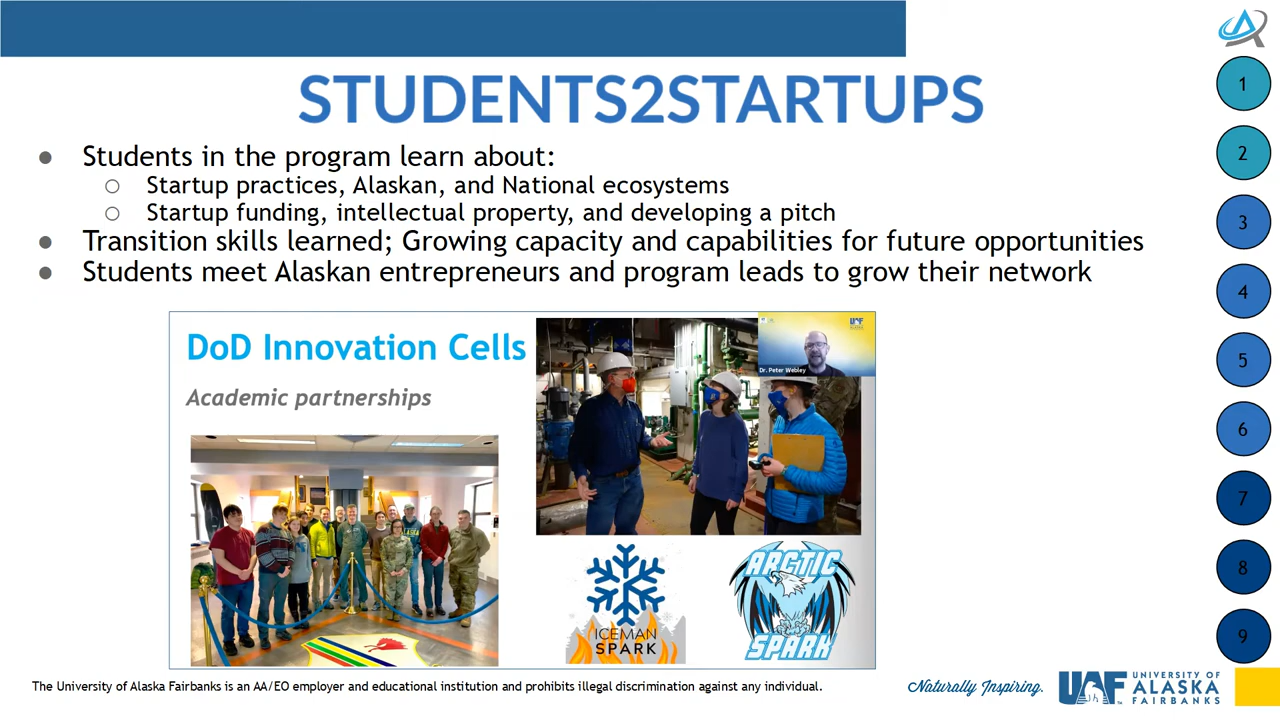 STUDENTS2STARTUPS
● Students in the program learn about:
○ Startup practices, Alaskan, and National ecosystems
○ Startup funding, intellectual property, and developing a pitch
● Transition skills learned; Growing capacity and capabilities for future opportunities
● Students meet Alaskan entrepreneurs and program leads to grow their network
DoD Innovation Cells
Academic partnerships
UAF
Dr. Peter Webley
ICEMAN
SPARK
ARCTIC
SPARK
1
2
3
4
5
6
7
8
9
The University of Alaska Fairbanks is an AA/EO employer and educational institution and prohibits illegal discrimination against any individual.
Naturally Inspiring.
UAF
UNIVERSITY OF
ALASKA
FAIRBANKS